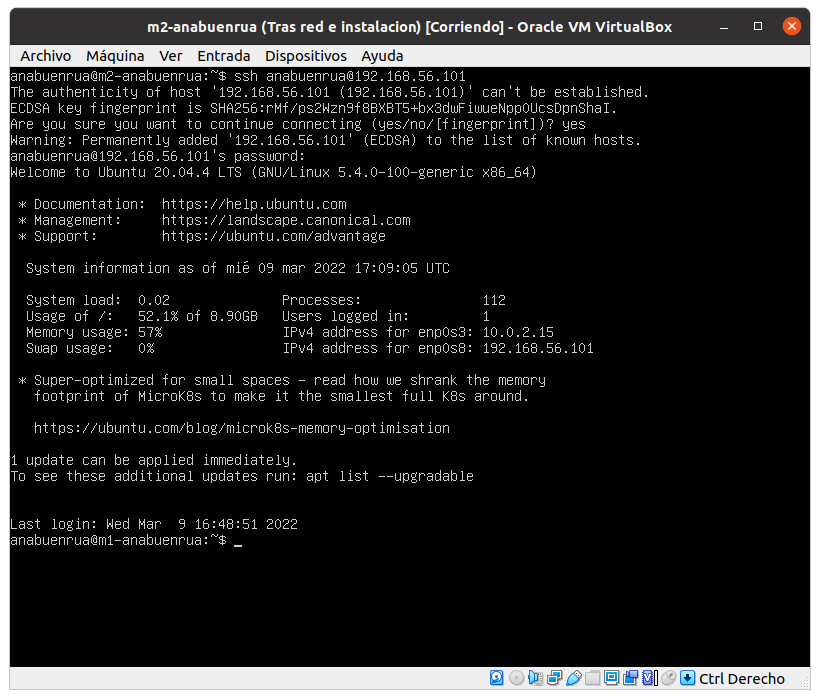 m2-anabuenrua (Tras red e instalacion) [Corriendo] - Oracle VM VirtualBox
Archivo Máquina Ver Entrada Dispositivos Ayuda
anabuenrua@m2-anabuenrua:~$ ssh anabuenrua@192.168.56.101
The authenticity of host '192.168.56.101 (192.168.56.101)' can't be established.
ECDSA key fingerprint is SHA256:rMf/ps2Wzn9f8BXBT5+bx3dwFiwueNppOUcsDpnShaI.
Are you sure you want to continue connecting (yes/no/[fingerprint])? yes
Warning: Permanently added '192.168.56.101' (ECDSA) to the list of known hosts.
anabuenrua@192.168.56.101's password:
Welcome to Ubuntu 20.04.4 LTS (GNU/Linux 5.4.0-100-generic x86_64)
* Documentation:  https://help.ubuntu.com
* Management:     https://landscape.canonical.com
* Support:        https://ubuntu.com/advantage
System information as of mié 09 mar 2022 17:09:05 UTC
System load:  0.02              Processes:               112
Usage of /:   52.1% of 8.90GB   Users logged in:         1
Memory usage: 57%               IPv4 address for enp0s3: 10.0.2.15
Swap usage:   0%                IPv4 address for enp0s8: 192.168.56.101
* Super-optimized for small spaces - read how we shrank the memory
footprint of MicroK8s to make it the smallest full K8s around.
https://ubuntu.com/blog/microk8s-memory-optimisation
1 update can be applied immediately.
To see these additional updates run: apt list --upgradable
Last login: Wed Mar  9 16:48:51 2022
anabuenrua@m1-anabuenrua:~$ _
Ctrl Derecho